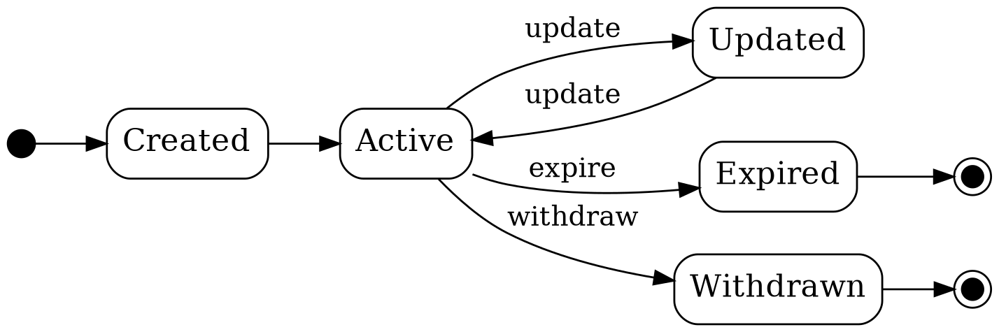 update
Updated
update
Created
Active
expire
Expired
withdraw
Withdrawn